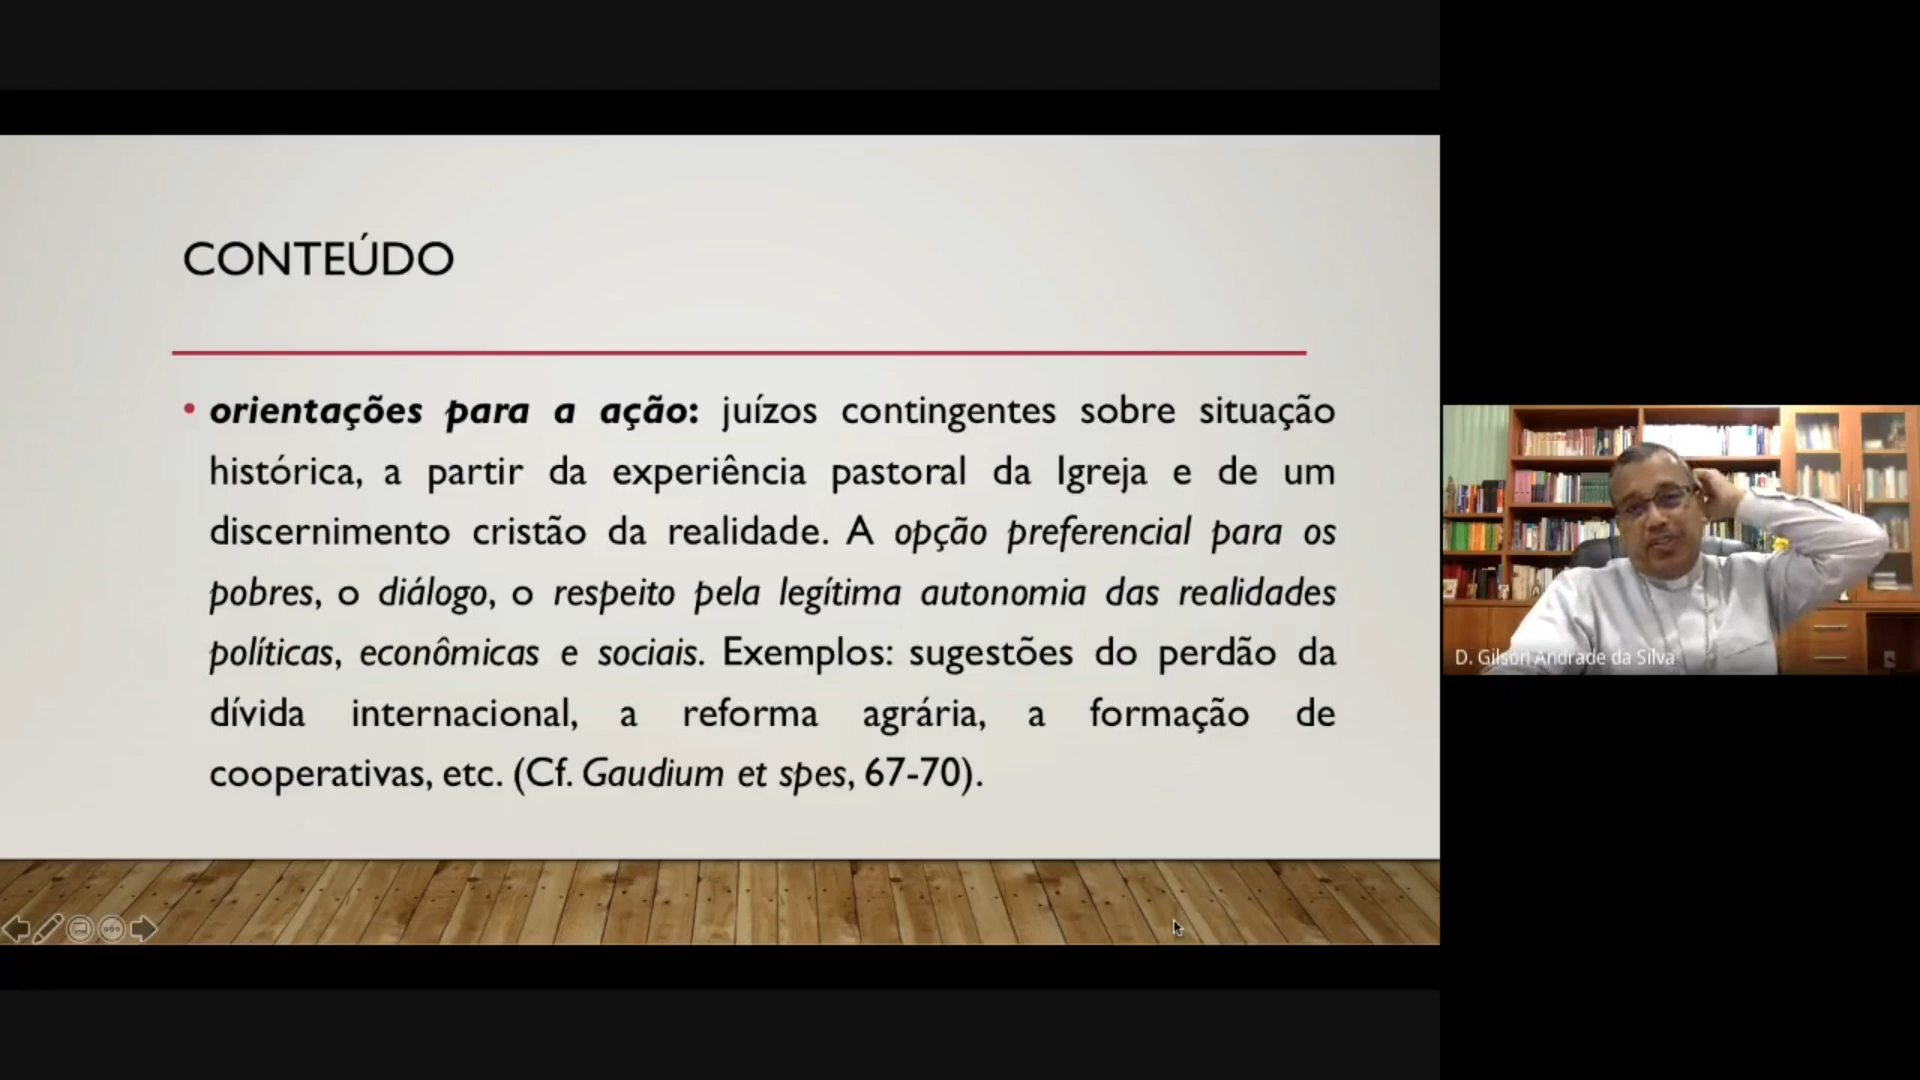 CONTEÚDO
• orientações para a ação: juízos contingentes sobre situação
histórica, a partir da experiência pastoral da Igreja e de um
discernimento cristão da realidade. A opção preferencial para os
pobres, o diálogo, o respeito pela legítima autonomia das realidades
políticas, econômicas e sociais. Exemplos: sugestões do perdão da
dívida internacional, a reforma agrária, a formação de
cooperativas, etc. (Cf. Gaudium et spes, 67-70).
D. Gilson Andrade da Silva